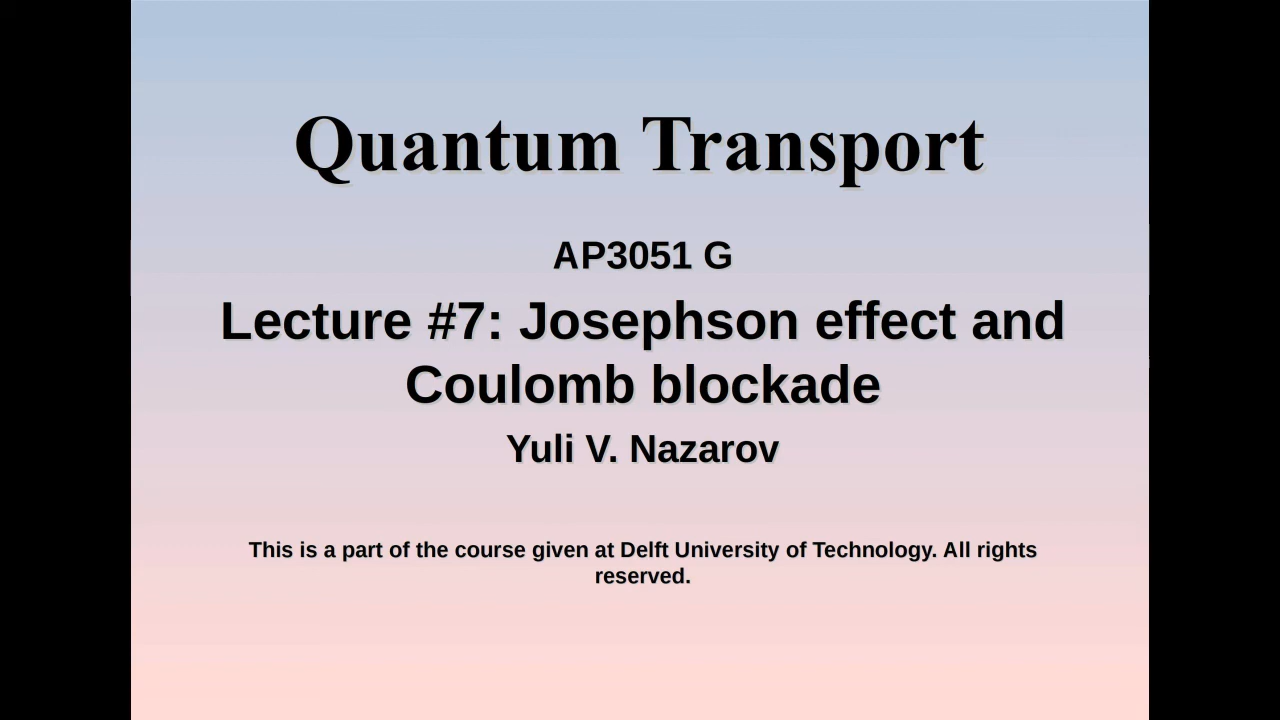 Quantum Transport
AP3051 G
Lecture #7: Josephson effect and
Coulomb blockade
Yuli V. Nazarov
This is a part of the course given at Delft University of Technology. All rights
reserved.